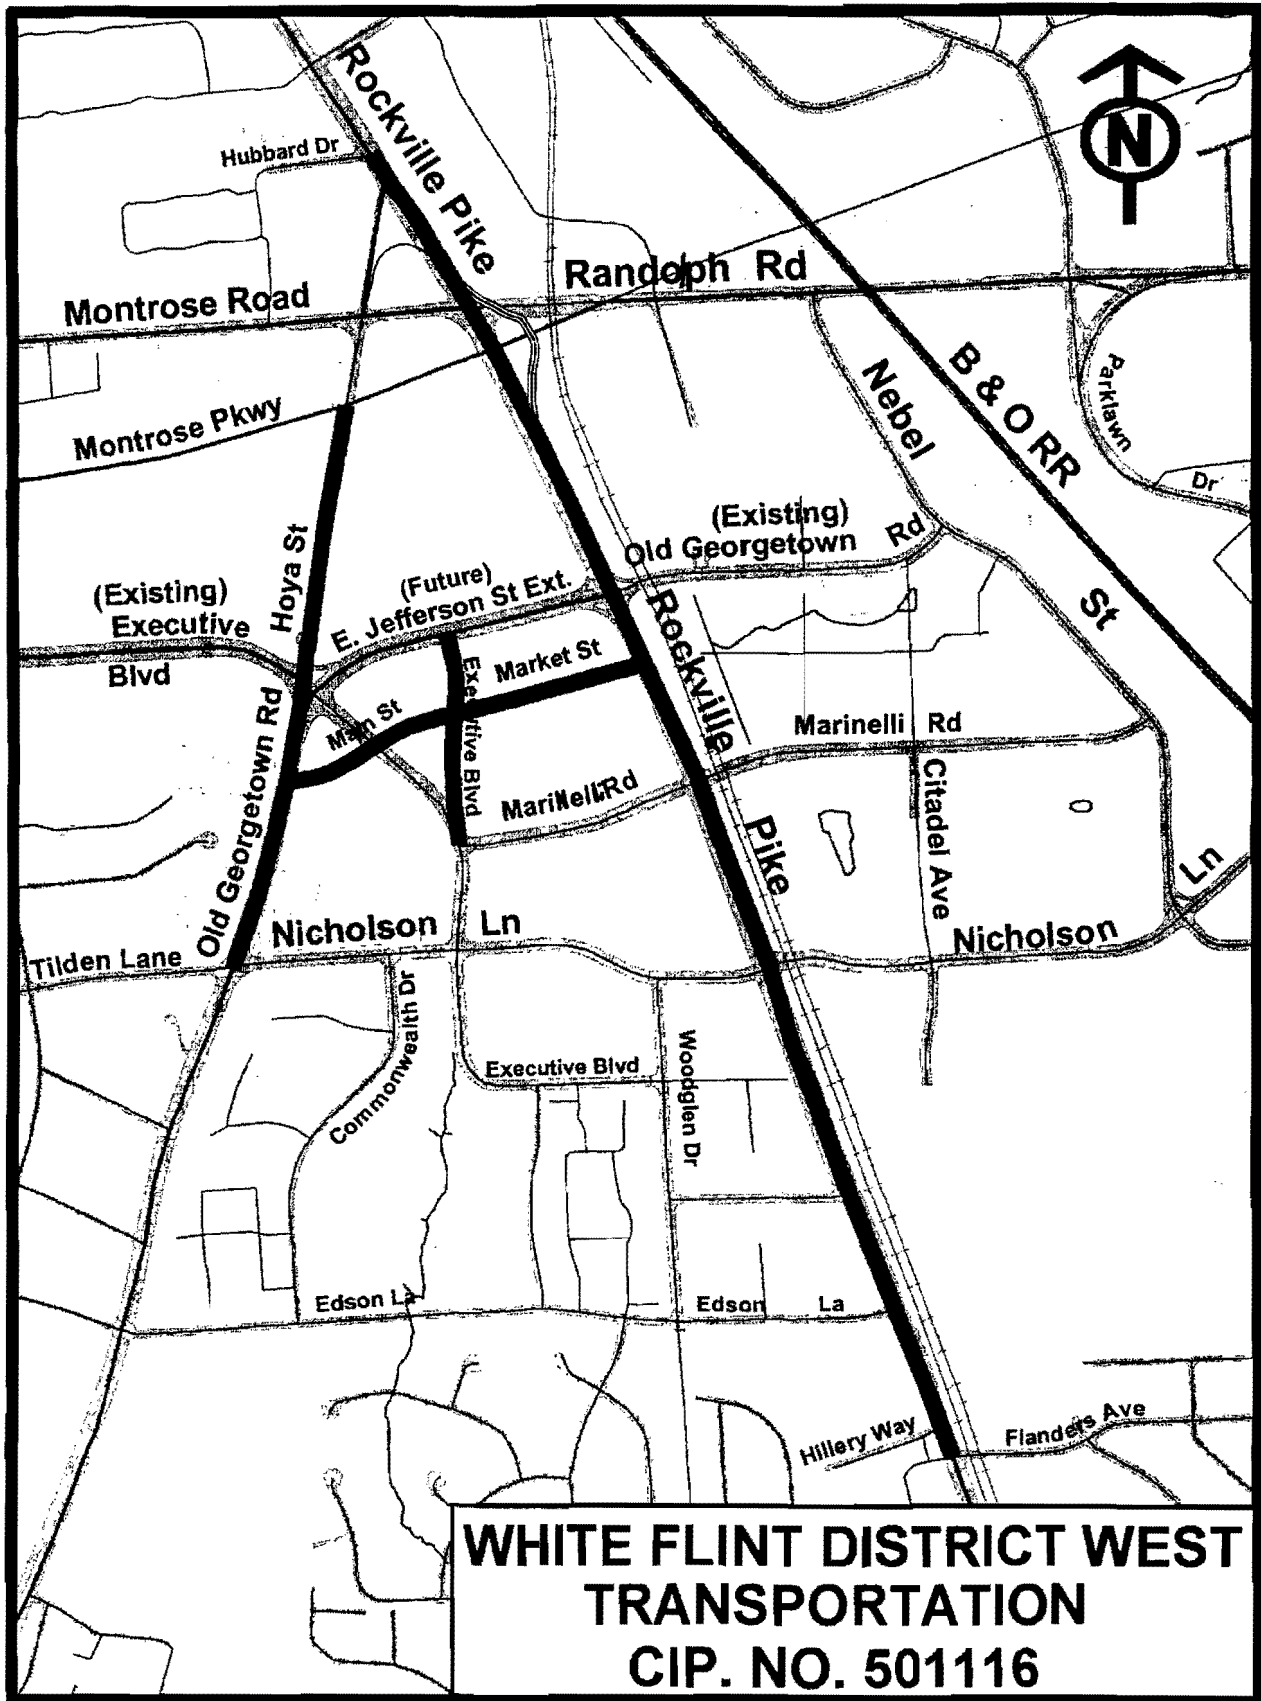 Rockville Pike
N
Hubbard Dr
Randolph Rd
Montrose Road
B & O RR
Parklawn
Dr
Nebel
St
Montrose Pkwy
(Existing)
Old Georgetown Rd
Hoya St
(Future)
E. Jefferson St Ext.
(Existing)
Executive
Blvd
Rockville
Pike
Market St
Main St
Executive Blvd
Marinelli Rd
Marinelli Rd
Citadel Ave
Old Georgetown Rd
Nicholson Ln
Nicholson
Ln
Tilden Lane
Commonwealth Dr
Executive Blvd
Woodglen Dr
Edson La
Edson La
Hillery Way
Flanders Ave
WHITE FLINT DISTRICT WEST
TRANSPORTATION
CIP. NO. 501116